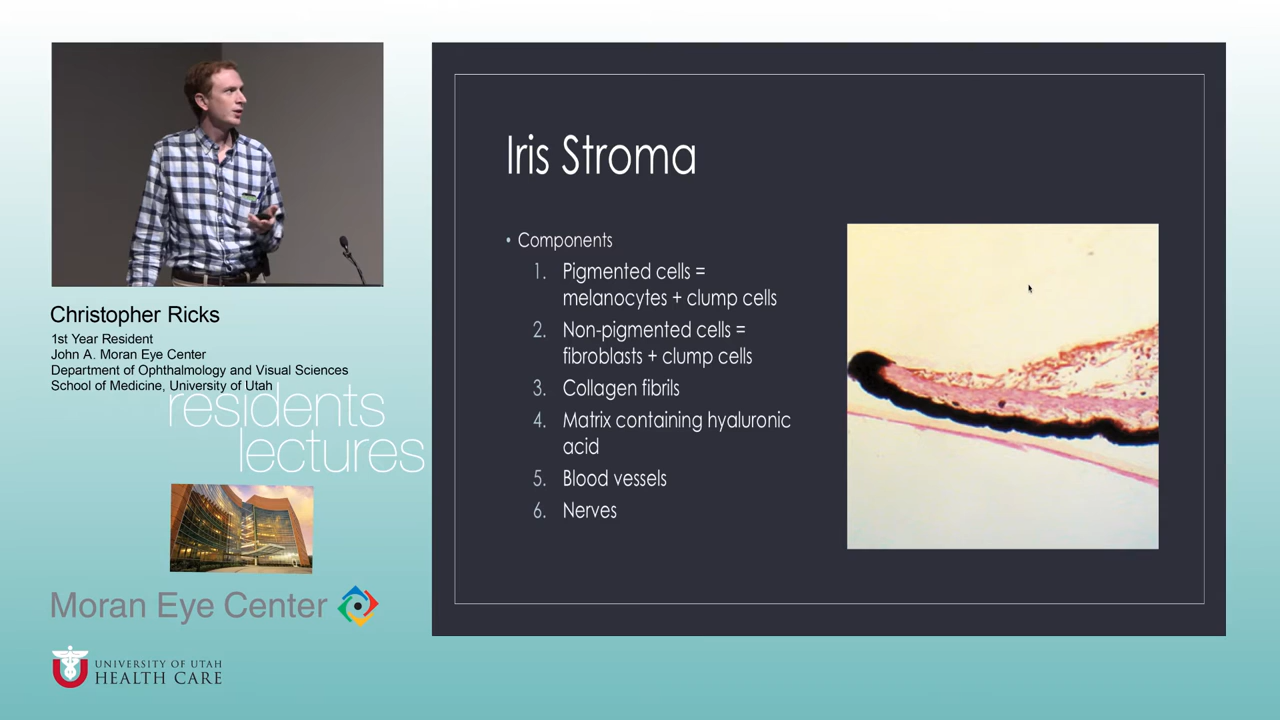 Christopher Ricks
1st Year Resident
John A. Moran Eye Center
Department of Ophthalmology and Visual Sciences
School of Medicine, University of Utah
residents
lectures
Moran Eye Center
UNIVERSITY OF UTAH
HEALTH CARE
Iris Stroma
• Components
1. Pigmented cells =
melanocytes + clump cells
2. Non-pigmented cells =
fibroblasts + clump cells
3. Collagen fibrils
4. Matrix containing hyaluronic
acid
5. Blood vessels
6. Nerves